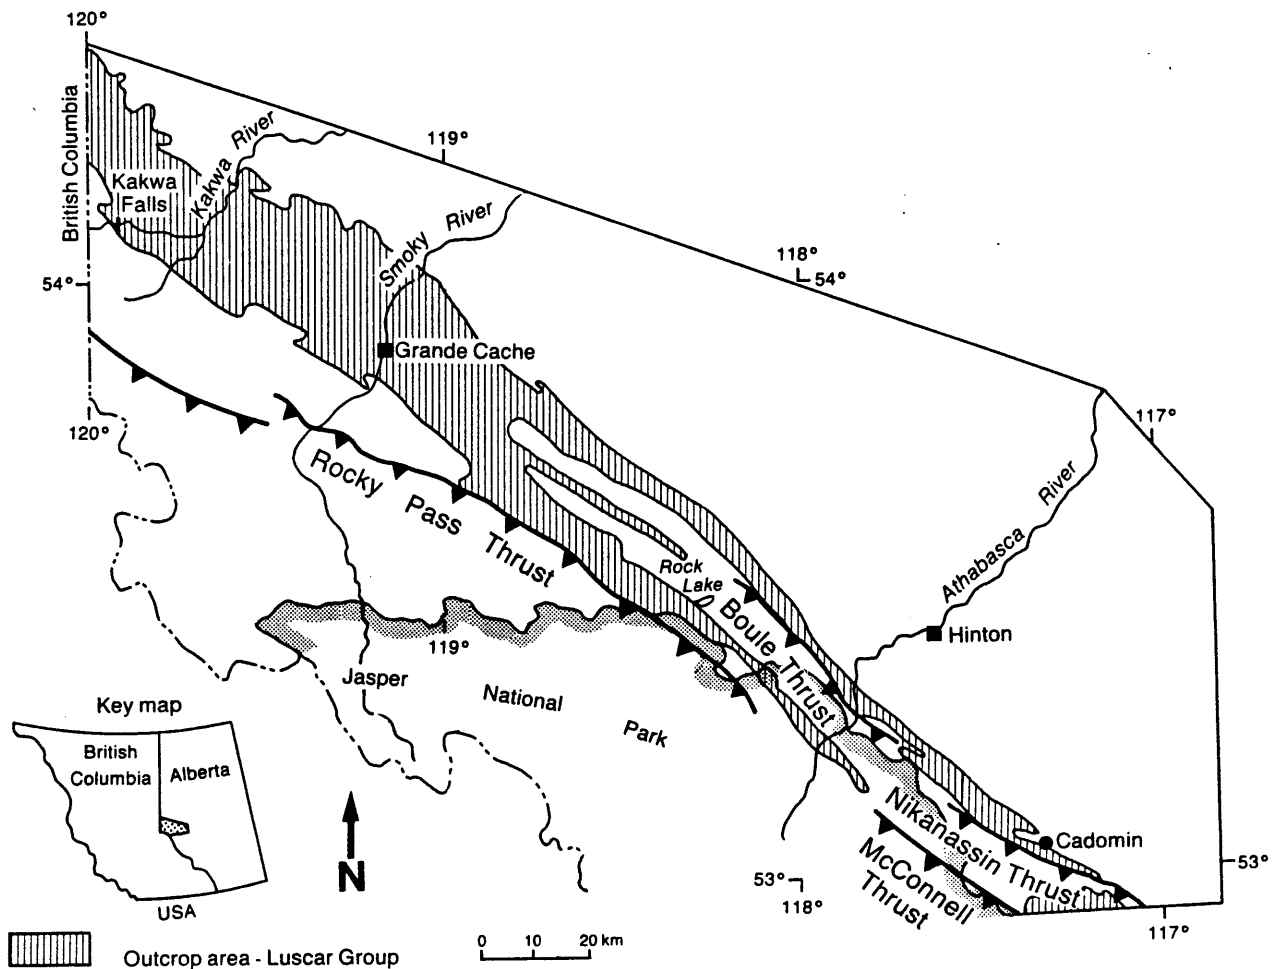 120°
British Columbia
Kakwa River
119°
Kakwa
Falls
Smoky River
118°
54°
54°
Grande Cache
120°
117°
Rocky Pass Thrust
Athabasca River
Rock
Lake
Boule Thrust
Hinton
119°
Jasper National Park
Key map
British
Columbia
Alberta
USA
N
Nikanassin Thrust
Cadomin
McConnell
Thrust
53°
118°
53°
117°
Outcrop area - Luscar Group
0 10 20 km